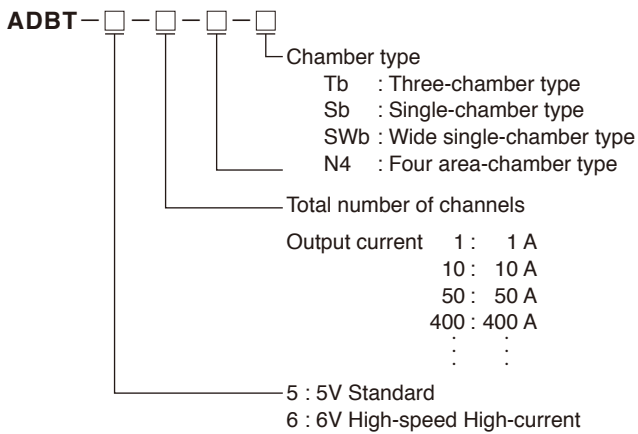 ADBT–□–□–□–□
Chamber type
Tb : Three-chamber type
Sb : Single-chamber type
SWb : Wide single-chamber type
N4 : Four area-chamber type
Total number of channels
Output current 1 : 1 A
10 : 10 A
50 : 50 A
400 : 400 A
: :
: :
5 : 5V Standard
6 : 6V High-speed High-current